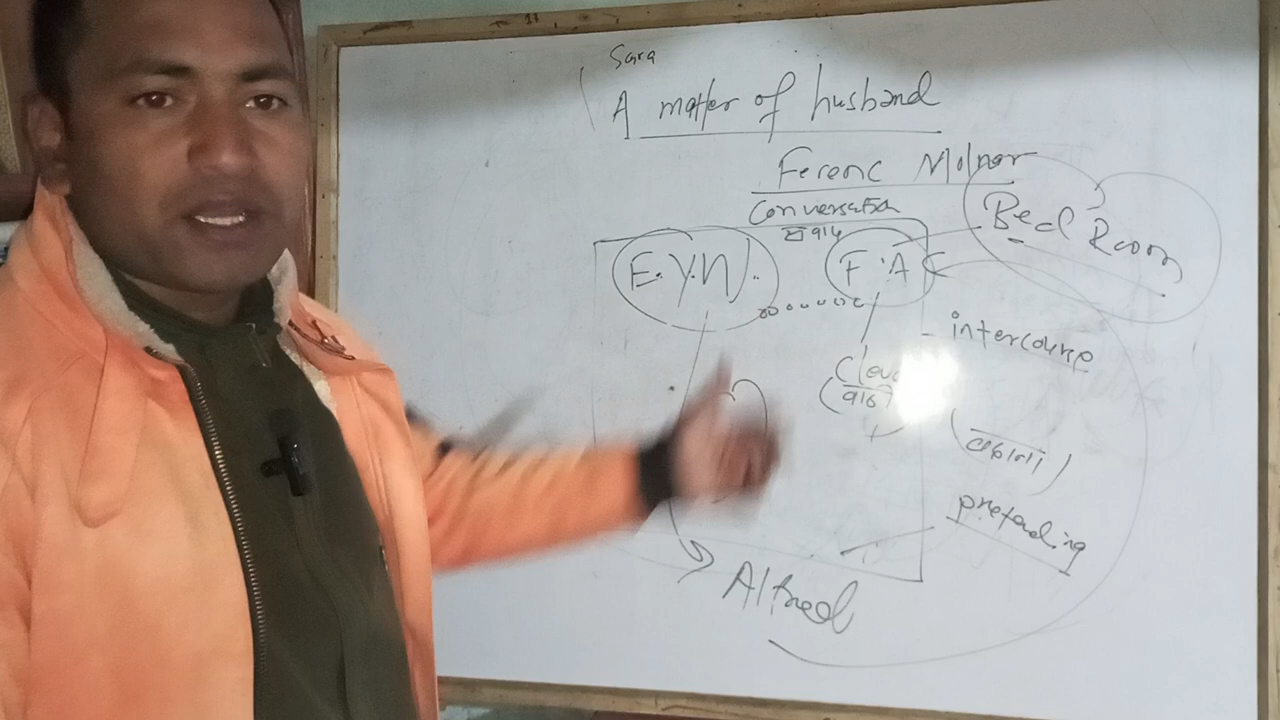 Sara
A matter of husband
Ferenc Molnar
Conversation
Bed Room
E.Y.W.
F.A
intercourse
pretending
Alfred